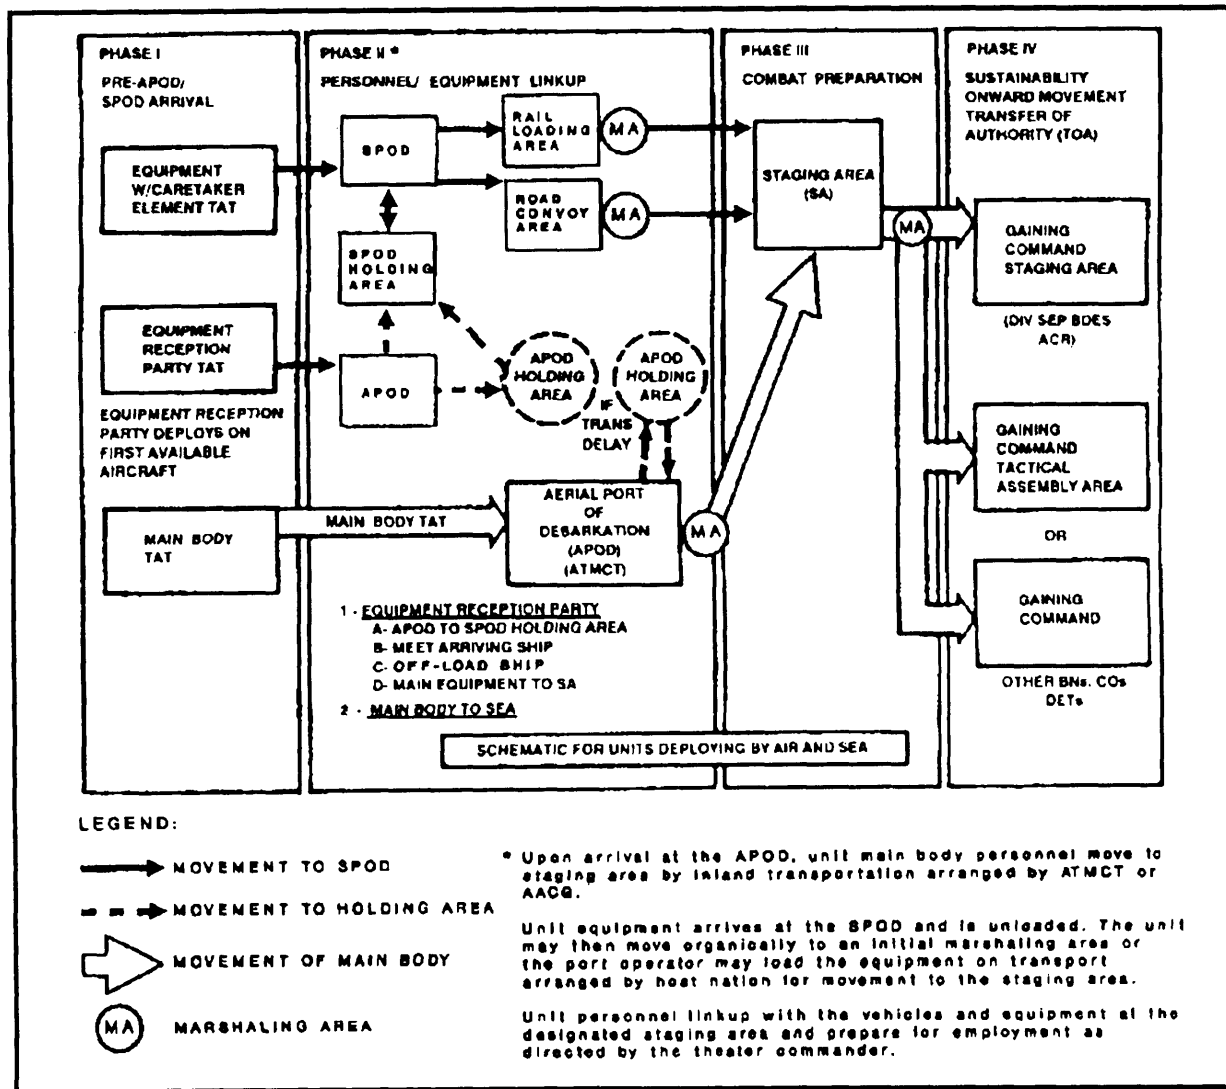 PHASE I
PRE-APOD/
SPOD ARRIVAL
EQUIPMENT
W/CARETAKER
ELEMENT TAT
EQUIPMENT
RECEPTION
PARTY TAT
EQUIPMENT RECEPTION
PARTY DEPLOYS ON
FIRST AVAILABLE
AIRCRAFT
MAIN BODY
TAT
PHASE II *
PERSONNEL/ EQUIPMENT LINKUP
SPOD
RAIL
LOADING
AREA
MA
ROAD
CONVOY
AREA
MA
SPOD
HOLDING
AREA
APOD
APOD
HOLDING
AREA
APOD
HOLDING
AREA
IF
TRANS
DELAY
MAIN BODY TAT
AERIAL PORT
OF
DEBARKATION
(APOD)
(ATMCT)
MA
1 - EQUIPMENT RECEPTION PARTY
A- APOD TO SPOD HOLDING AREA
B- MEET ARRIVING SHIP
C- OFF-LOAD SHIP
D- MAIN EQUIPMENT TO SA
2 - MAIN BODY TO SEA
PHASE III
COMBAT PREPARATION
STAGING AREA
(SA)
MA
PHASE IV
SUSTAINABILITY
ONWARD MOVEMENT
TRANSFER OF
AUTHORITY (TOA)
GAINING
COMMAND
STAGING AREA
(DIV SEP BDES
ACR)
GAINING
COMMAND
TACTICAL
ASSEMBLY AREA
OR
GAINING
COMMAND
OTHER BNs. COs
DETs
SCHEMATIC FOR UNITS DEPLOYING BY AIR AND SEA
LEGEND:
MOVEMENT TO SPOD
MOVEMENT TO HOLDING AREA
MOVEMENT OF MAIN BODY
MA MARSHALING AREA
* Upon arrival at the APOD, unit main body personnel move to
staging area by inland transportation arranged by ATMCT or
AACG.
Unit equipment arrives at the SPOD and is unloaded. The unit
may then move organically to an initial marshaling area or
the port operator may load the equipment on transport
arranged by host nation for movement to the staging area.
Unit personnel linkup with the vehicles and equipment at the
designated staging area and prepare for employment as
directed by the theater commander.